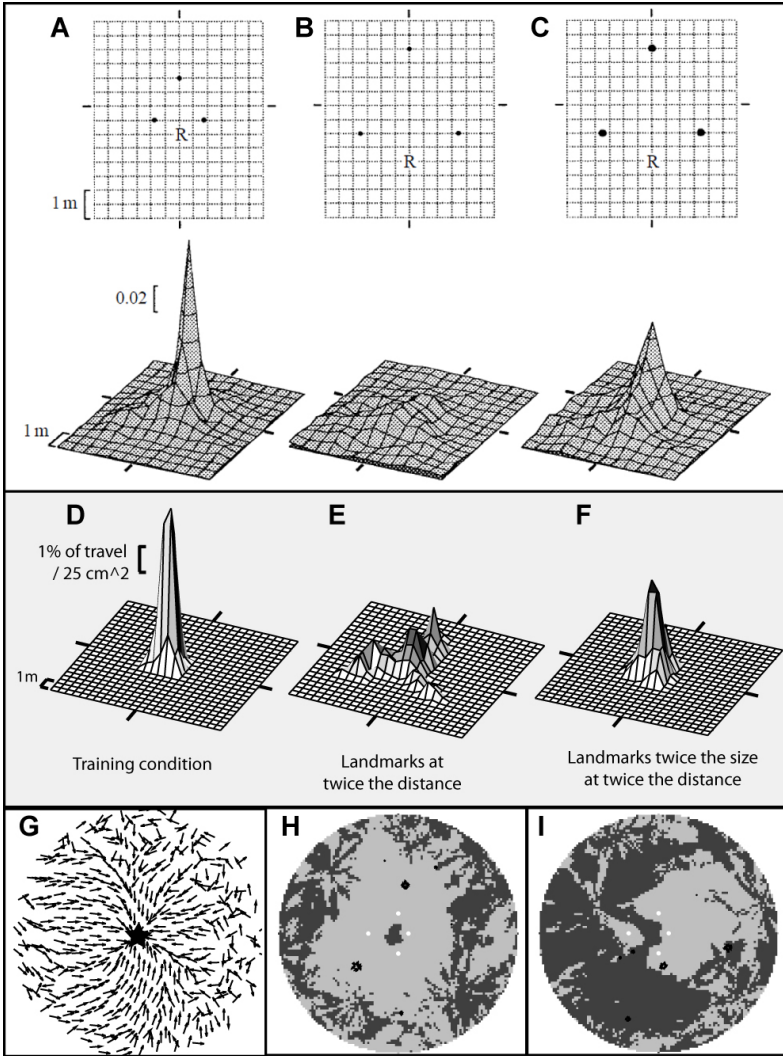 A
B
C
R
R
R
1 m
0.02
1 m
D
E
F
1% of travel
/ 25 cm^2
1m
Training condition
Landmarks at
twice the distance
Landmarks twice the size
at twice the distance
G
H
I